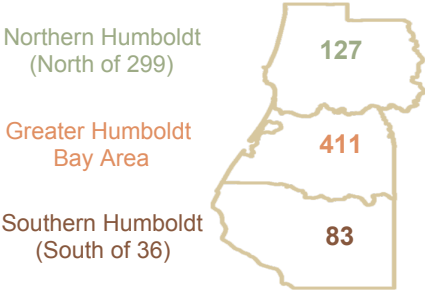 Northern Humboldt
(North of 299)
127
Greater Humboldt
Bay Area
411
Southern Humboldt
(South of 36)
83